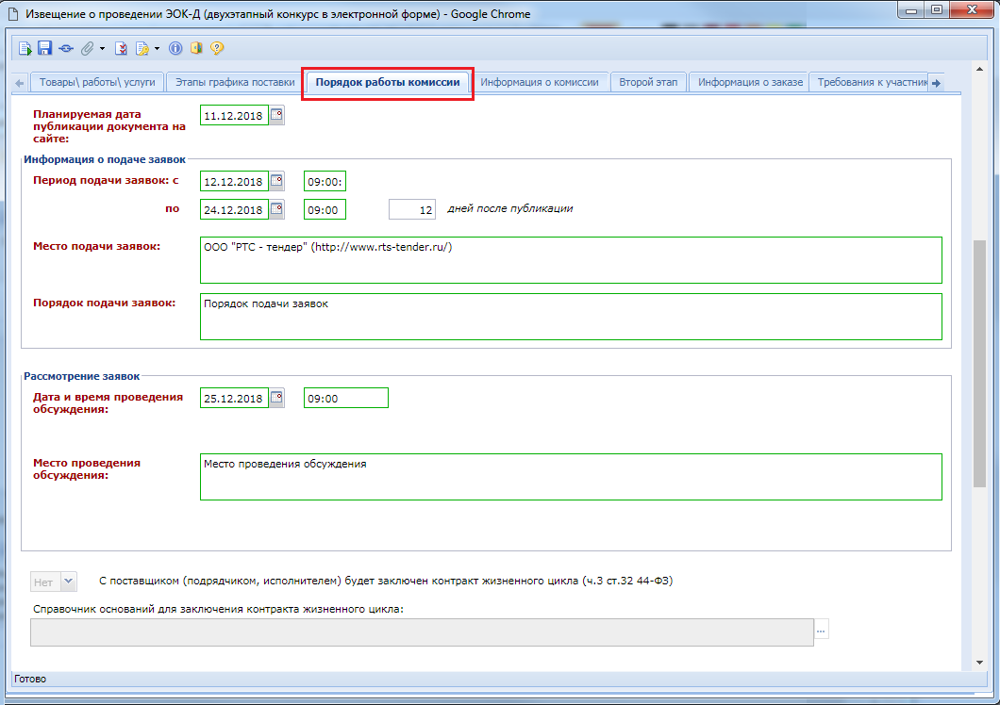 Извещение о проведении ЭОК-Д (двухэтапный конкурс в электронной форме) - Google Chrome
Товары\ работы\ услуги Этапы графика поставки Порядок работы комиссии Информация о комиссии Второй этап Информация о заказе Требования к участник
Планируемая дата
публикации документа на
сайте:
11.12.2018
Информация о подаче заявок
Период подачи заявок: с 12.12.2018 09:00:
по 24.12.2018 09:00 12 дней после публикации
Место подачи заявок: ООО "РТС - тендер" (http://www.rts-tender.ru/)
Порядок подачи заявок: Порядок подачи заявок
Рассмотрение заявок
Дата и время проведения
обсуждения:
25.12.2018 09:00
Место проведения
обсуждения:
Место проведения обсуждения
Нет С поставщиком (подрядчиком, исполнителем) будет заключен контракт жизненного цикла (ч.3 ст.32 44-ФЗ)
Справочник оснований для заключения контракта жизненного цикла:
...
Готово